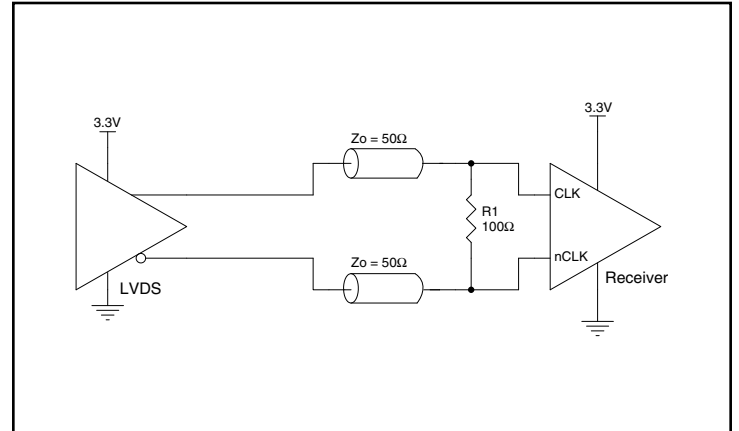 3.3V
LVDS
Zo = 50Ω
Zo = 50Ω
R1
100Ω
3.3V
CLK
nCLK
Receiver